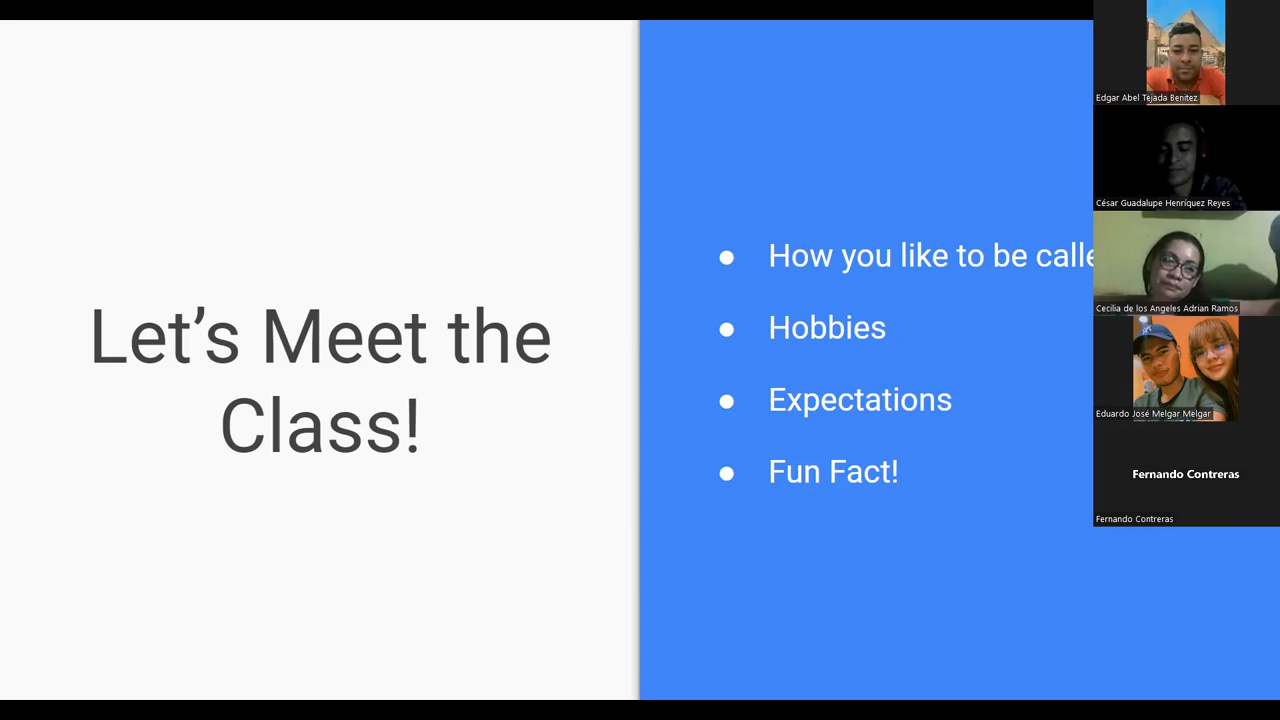 Let’s Meet the
Class!
● How you like to be calle
● Hobbies
● Expectations
● Fun Fact!
Edgar Abel Tejada Benitez
César Guadalupe Henríquez Reyes
Cecilia de los Angeles Adrian Ramos
Eduardo José Melgar Melgar
Fernando Contreras
Fernando Contreras